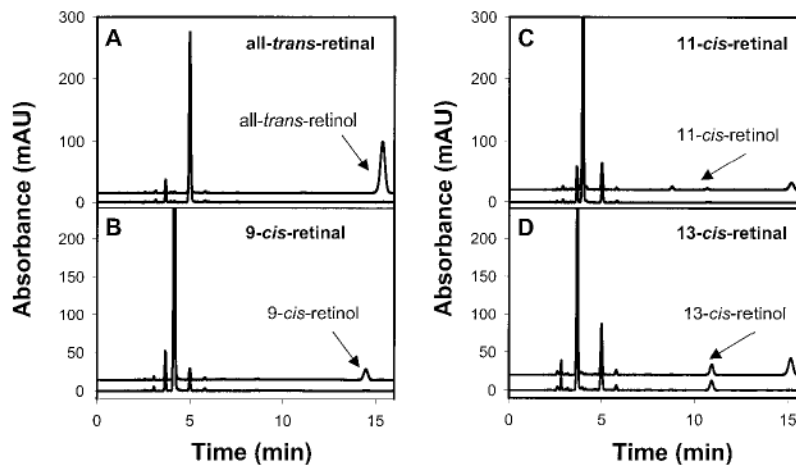 A
all-trans-retinal
all-trans-retinol
300
200
100
0
B
9-cis-retinal
9-cis-retinol
200
150
100
50
0
0
5
10
15
Time (min)
Absorbance (mAU)
C
11-cis-retinal
11-cis-retinol
300
200
100
0
D
13-cis-retinal
13-cis-retinol
200
150
100
50
0
0
5
10
15
Time (min)
Absorbance (mAU)